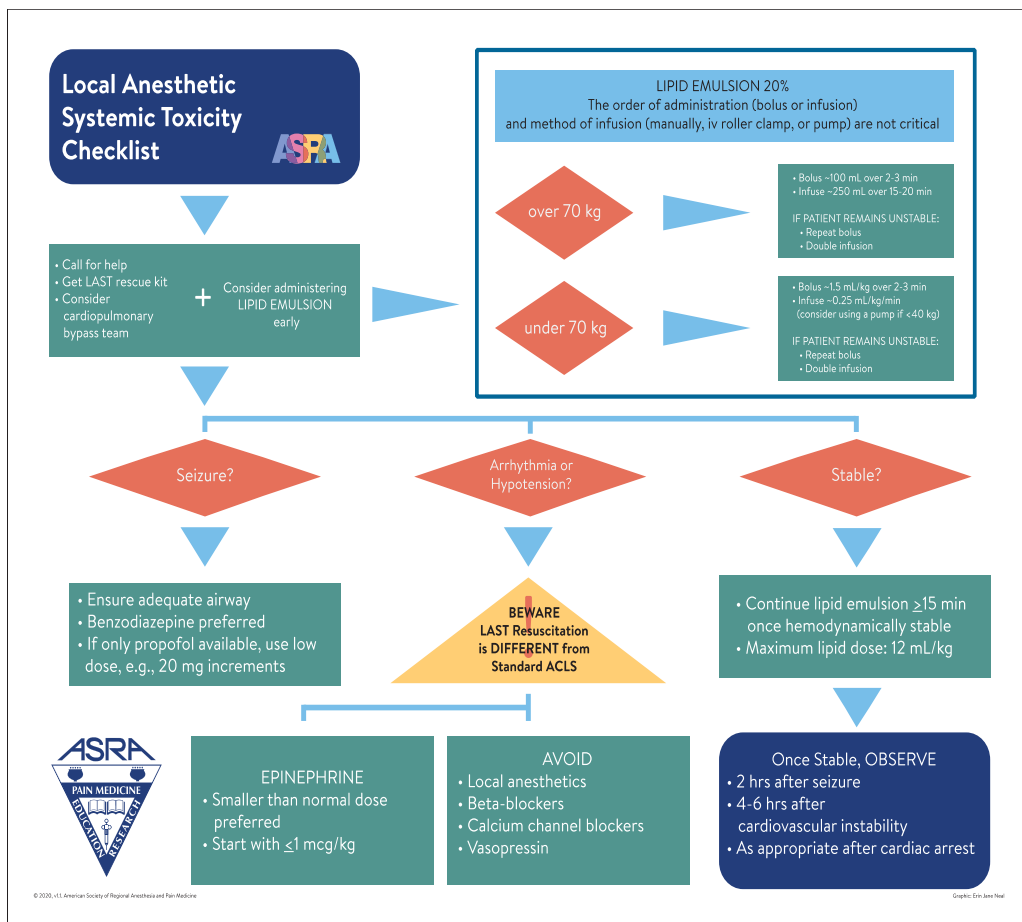 Local Anesthetic
Systemic Toxicity
Checklist
ASRA
• Call for help
• Get LAST rescue kit
• Consider
cardiopulmonary
bypass team
+
Consider administering
LIPID EMULSION
early
LIPID EMULSION 20%
The order of administration (bolus or infusion)
and method of infusion (manually, iv roller clamp, or pump) are not critical
over 70 kg
• Bolus ~100 mL over 2-3 min
• Infuse ~250 mL over 15-20 min
IF PATIENT REMAINS UNSTABLE:
• Repeat bolus
• Double infusion
under 70 kg
• Bolus ~1.5 mL/kg over 2-3 min
• Infuse ~0.25 mL/kg/min
(consider using a pump if <40 kg)
IF PATIENT REMAINS UNSTABLE:
• Repeat bolus
• Double infusion
Seizure?
• Ensure adequate airway
• Benzodiazepine preferred
• If only propofol available, use low
dose, e.g., 20 mg increments
Arrhythmia or
Hypotension?
!
BEWARE
LAST Resuscitation
is DIFFERENT from
Standard ACLS
EPINEPHRINE
• Smaller than normal dose
preferred
• Start with ≤1 mcg/kg
AVOID
• Local anesthetics
• Beta-blockers
• Calcium channel blockers
• Vasopressin
Stable?
• Continue lipid emulsion ≥15 min
once hemodynamically stable
• Maximum lipid dose: 12 mL/kg
Once Stable, OBSERVE
• 2 hrs after seizure
• 4-6 hrs after
cardiovascular instability
• As appropriate after cardiac arrest
ASRA
PAIN MEDICINE
EDUCATION
RESEARCH
© 2020, v1.1, American Society of Regional Anesthesia and Pain Medicine
Graphic: Erin Jane Neal